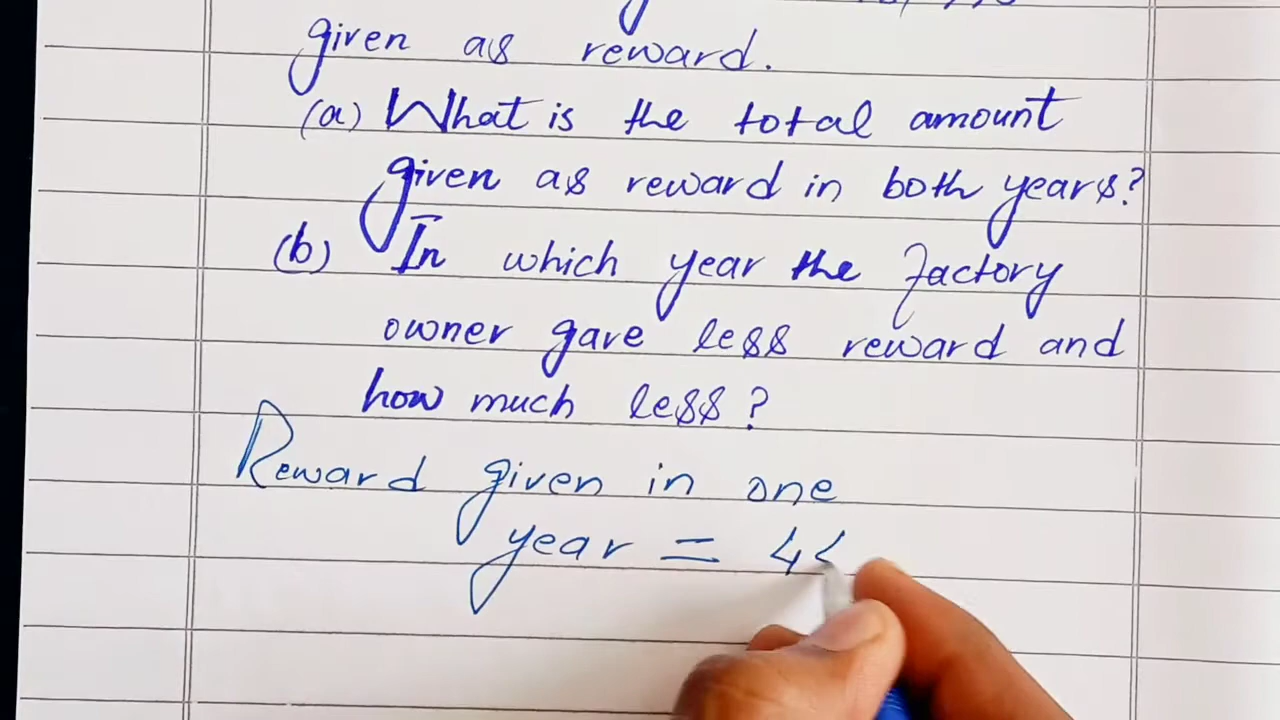 given as reward.
(a) What is the total amount
given as reward in both years?
(b) In which year the factory
owner gave less reward and
how much less?
Reward given in one
year = 4